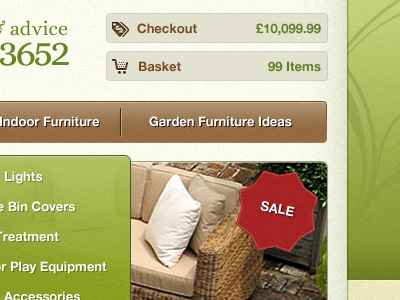 & advice
3652
Checkout £10,099.99
Basket 99 Items
Indoor Furniture Garden Furniture Ideas
Lights
e Bin Covers
Treatment
or Play Equipment
Accessories
SALE